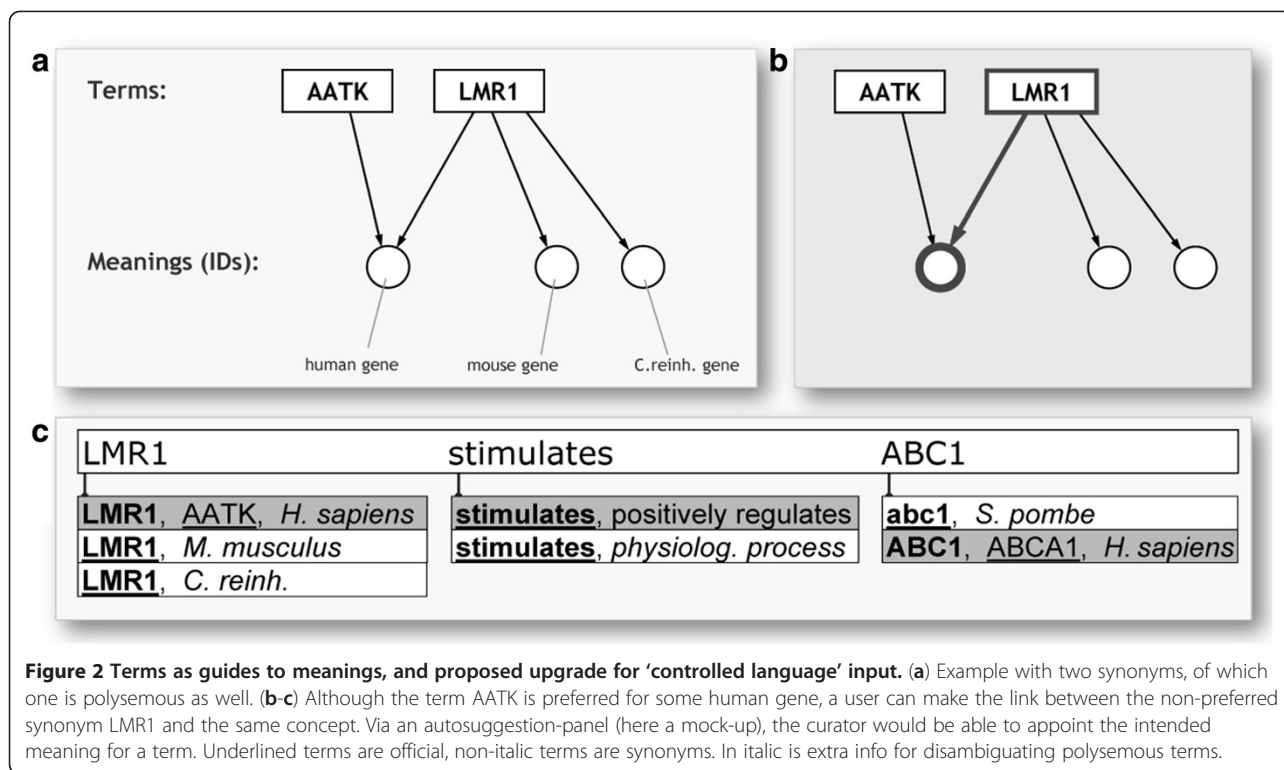 a
b
Terms:
AATK
LMR1
AATK
LMR1
Meanings (IDs):
human gene
mouse gene
C.reinh. gene
c
LMR1 stimulates ABC1
LMR1, AATK, H. sapiens
LMR1, M. musculus
LMR1, C. reinh.
stimulates, positively regulates
stimulates, physiolog. process
abc1, S. pombe
ABC1, ABCA1, H. sapiens
Figure 2 Terms as guides to meanings, and proposed upgrade for ‘controlled language’ input. (a) Example with two synonyms, of which
one is polysemous as well. (b-c) Although the term AATK is preferred for some human gene, a user can make the link between the non-preferred
synonym LMR1 and the same concept. Via an autosuggestion-panel (here a mock-up), the curator would be able to appoint the intended
meaning for a term. Underlined terms are official, non-italic terms are synonyms. In italic is extra info for disambiguating polysemous terms.